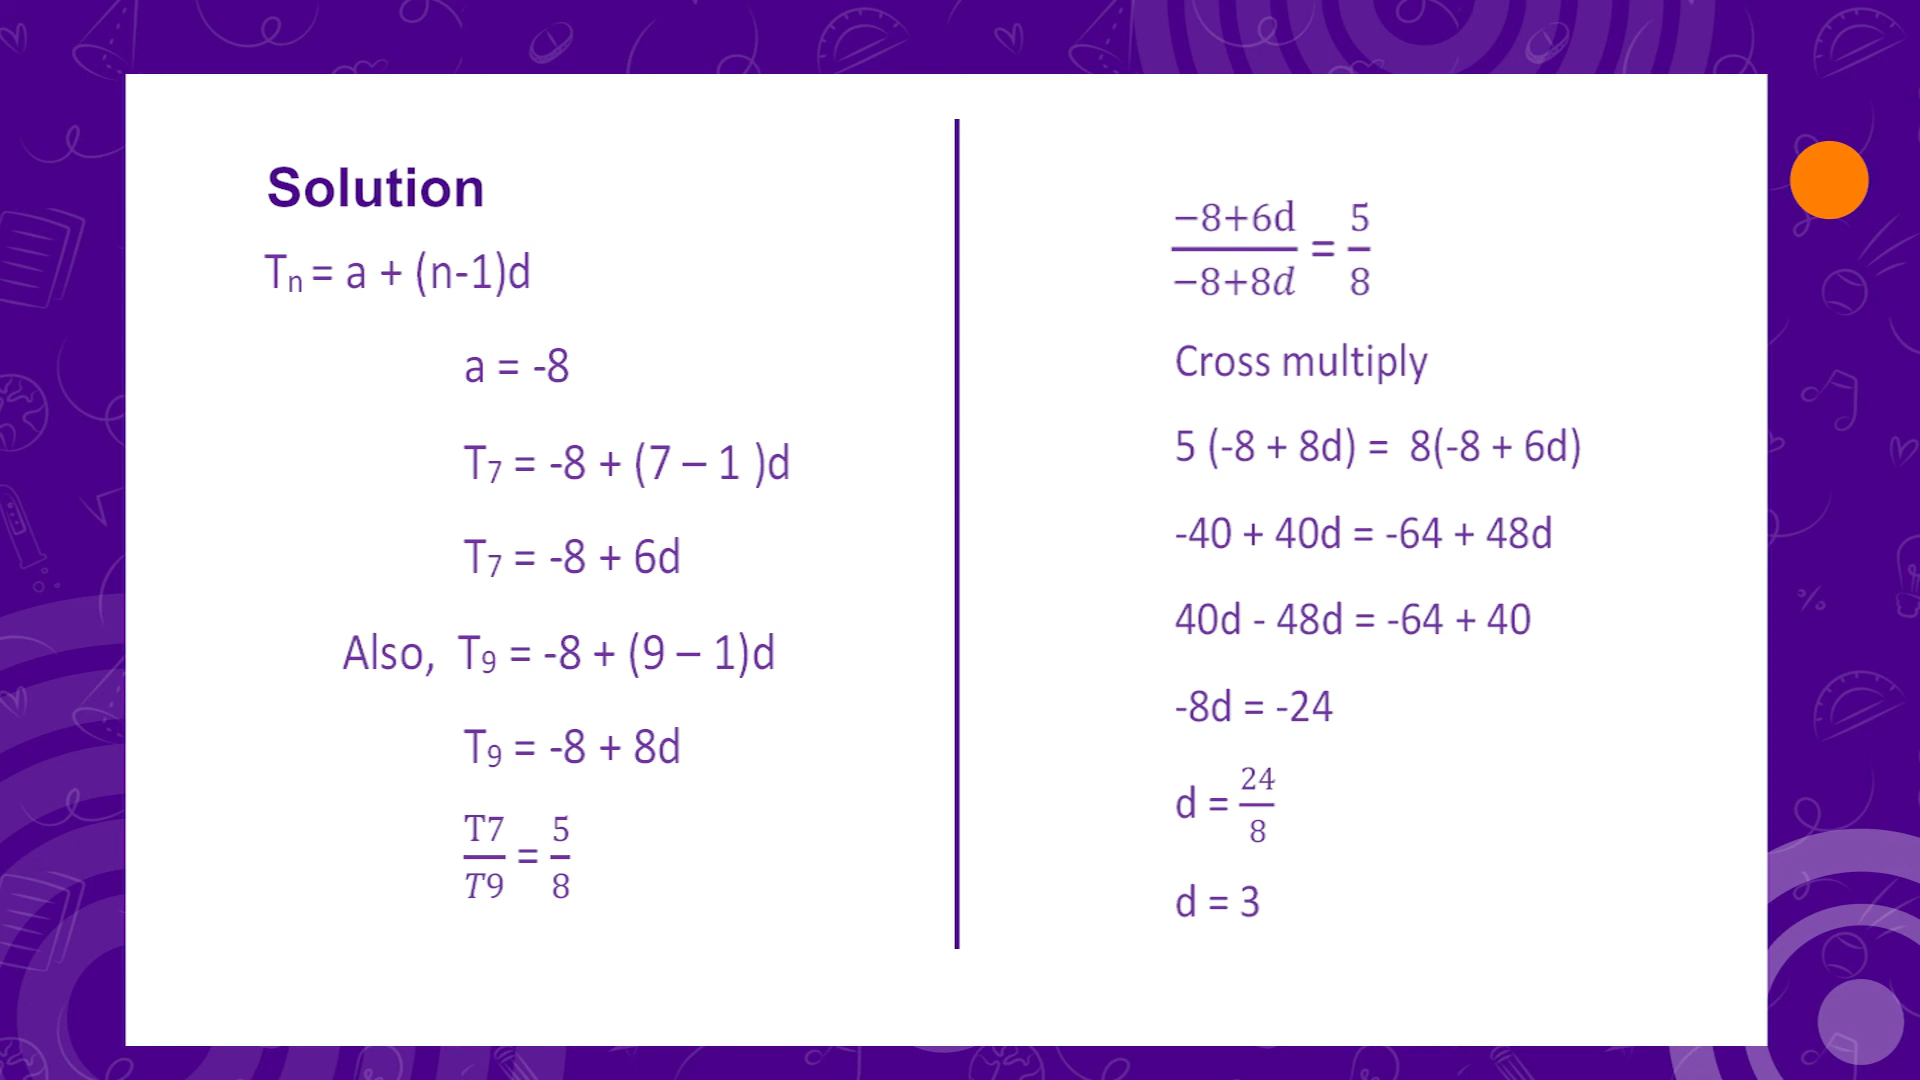 Solution
Tn = a + (n-1)d
a = -8
T7 = -8 + (7 – 1 )d
T7 = -8 + 6d
Also, T9 = -8 + (9 – 1)d
T9 = -8 + 8d
T7/T9 = 5/8
−8+6d/−8+8d = 5/8
Cross multiply
5 (-8 + 8d) = 8(-8 + 6d)
-40 + 40d = -64 + 48d
40d - 48d = -64 + 40
-8d = -24
d = 24/8
d = 3